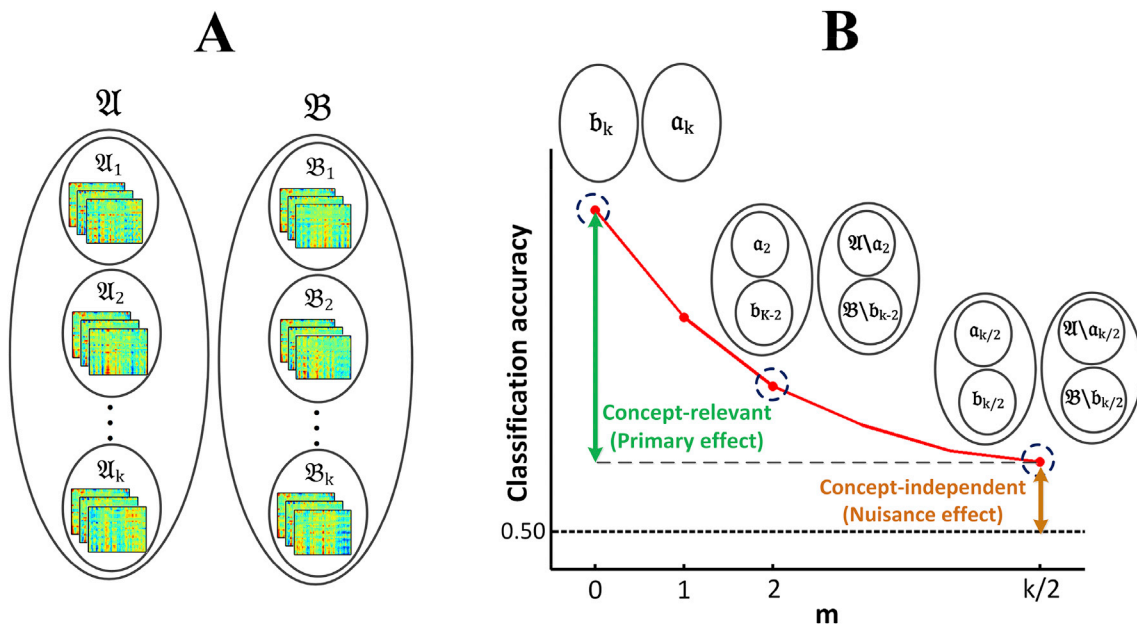 A
B
𝔄
𝔅
𝔄₁
𝔅₁
𝔄₂
𝔅₂
𝔄ₖ
𝔅ₖ
𝔟ₖ
𝔞ₖ
𝔞₂
𝔄\𝔞₂
𝔟K-2
𝔅\𝔟k-2
𝔞k/2
𝔄\𝔞k/2
𝔟k/2
𝔅\𝔟k/2
Classification accuracy
Concept-relevant
(Primary effect)
Concept-independent
(Nuisance effect)
0.50
0
1
2
k/2
m